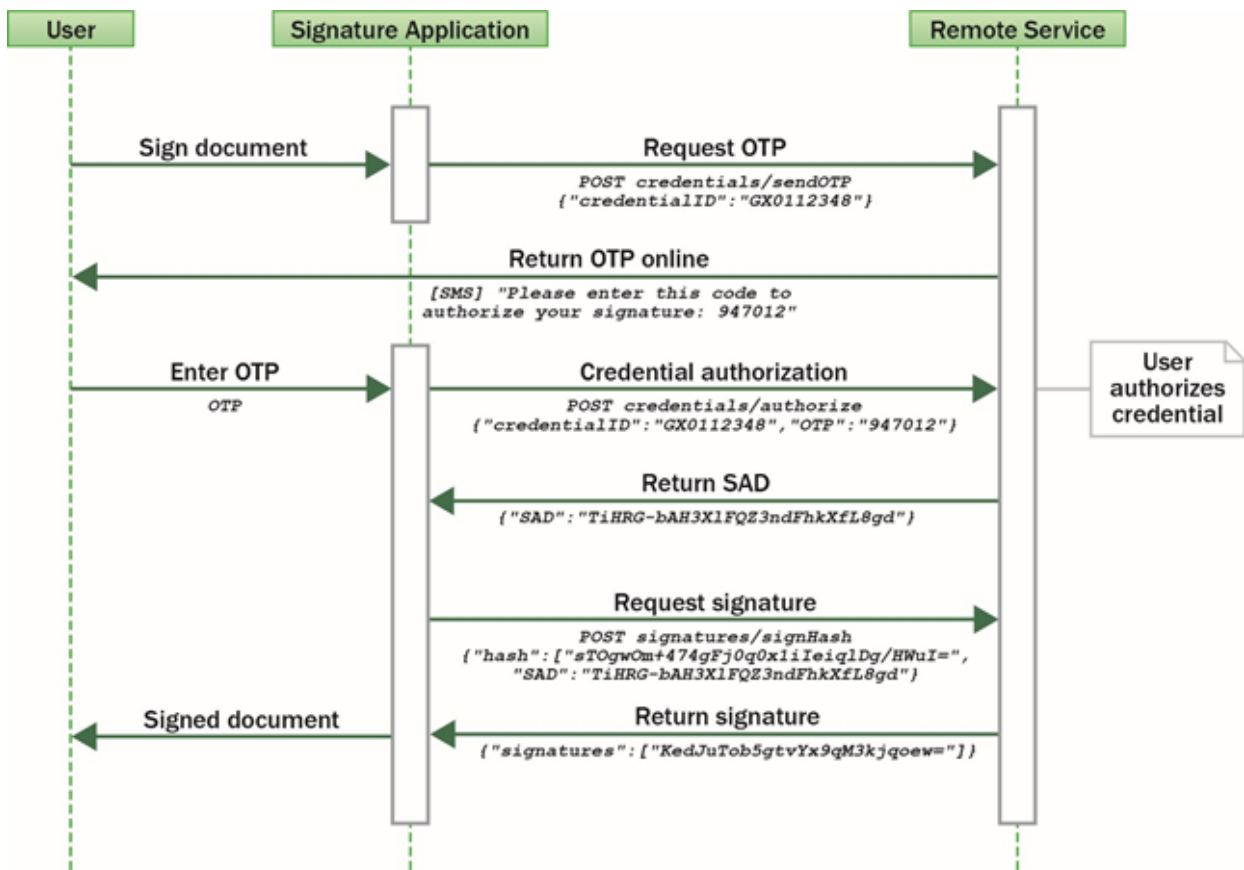 User
Signature Application
Remote Service
Sign document
Request OTP
POST credentials/sendOTP
{"credentialID":"GX0112348"}
Return OTP online
[SMS] "Please enter this code to
authorize your signature: 947012"
Enter OTP
OTP
Credential authorization
POST credentials/authorize
{"credentialID":"GX0112348","OTP":"947012"}
User
authorizes
credential
Return SAD
{"SAD":"TiHRG-bAH3XlFQZ3ndFhkXfL8gd"}
Request signature
POST signatures/signHash
{"hash":["sTOgwOm+474gFj0q0x1iIeiqlDg/HWuI=",
"SAD":"TiHRG-bAH3XlFQZ3ndFhkXfL8gd"}
Signed document
Return signature
{"signatures":["KedJuTob5gtvYx9qM3kjqoew="]}